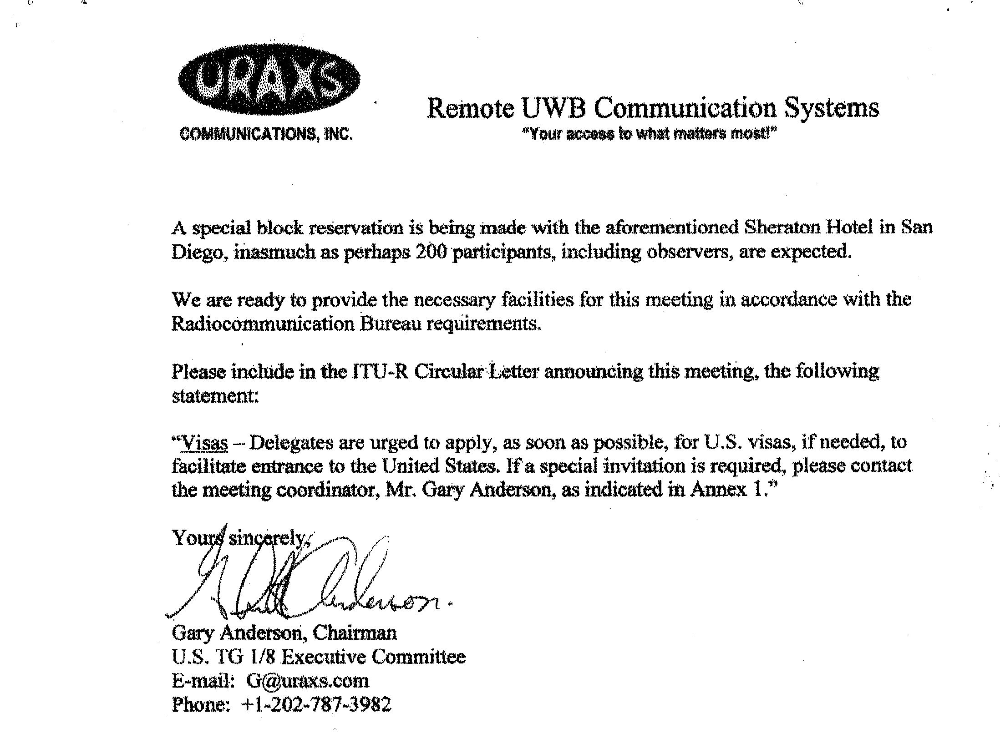 URAXS
COMMUNICATIONS, INC.
Remote UWB Communication Systems
“Your access to what matters most!”
A special block reservation is being made with the aforementioned Sheraton Hotel in San
Diego, inasmuch as perhaps 200 participants, including observers, are expected.
We are ready to provide the necessary facilities for this meeting in accordance with the
Radiocommunication Bureau requirements.
Please include in the ITU-R Circular Letter announcing this meeting, the following
statement:
“Visas – Delegates are urged to apply, as soon as possible, for U.S. visas, if needed, to
facilitate entrance to the United States. If a special invitation is required, please contact
the meeting coordinator, Mr. Gary Anderson, as indicated in Annex 1.”
Yours sincerely,
Gary Anderson, Chairman
U.S. TG 1/8 Executive Committee
E-mail: G@uraxs.com
Phone: +1-202-787-3982